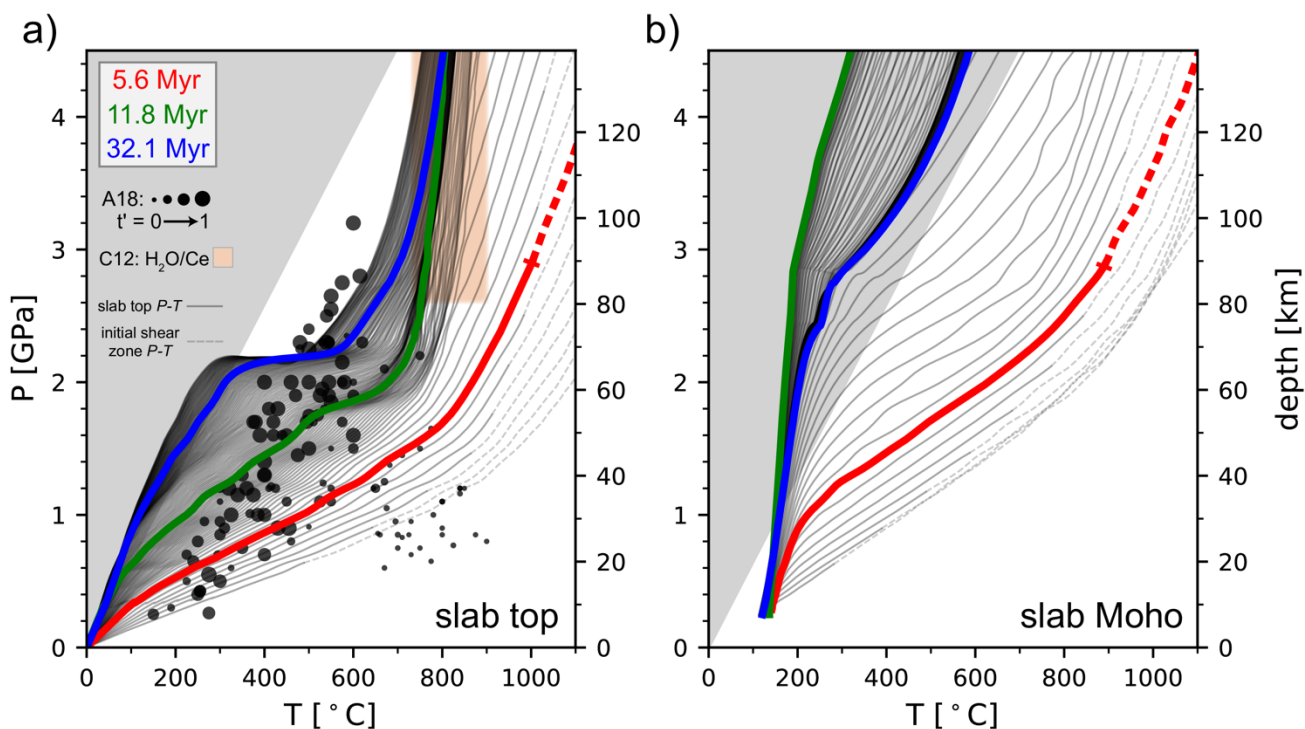 a)
b)
5.6 Myr
11.8 Myr
32.1 Myr
A18:
t' = 0→1
C12: H₂O/Ce
slab top P-T
initial shear
zone P-T
slab top
slab Moho
P [GPa]
4
3
2
1
0
0 200 400 600 800 1000
T [°C]
120
100
80
60
40
20
0
4
3
2
1
0
0 200 400 600 800 1000
T [°C]
120
100
80
60
40
20
0
depth [km]